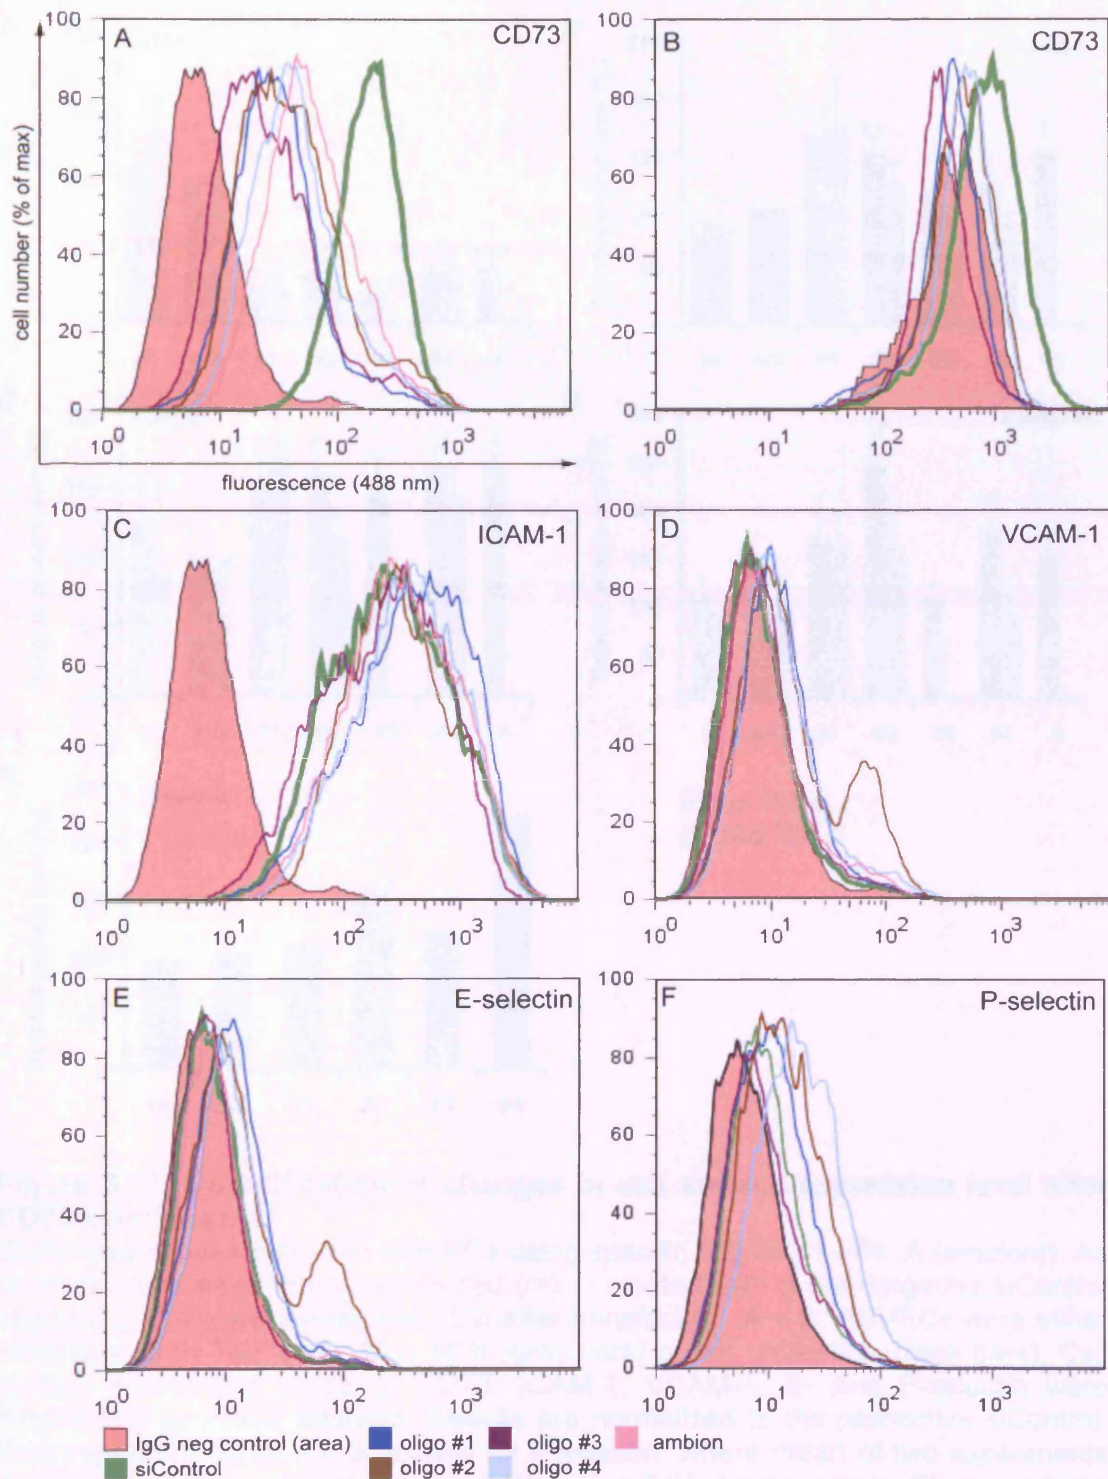 A CD73
B CD73
cell number (% of max)
100
80
60
40
20
0
10^0 10^1 10^2 10^3
fluorescence (488 nm)
100
80
60
40
20
0
10^0 10^1 10^2 10^3
C ICAM-1
100
80
60
40
20
0
10^0 10^1 10^2 10^3
D VCAM-1
100
80
60
40
20
0
10^0 10^1 10^2 10^3
E E-selectin
100
80
60
40
20
0
10^0 10^1 10^2 10^3
F P-selectin
100
80
60
40
20
0
10^0 10^1 10^2 10^3
IgG neg control (area) oligo #1 oligo #3 ambion
siControl oligo #2 oligo #4